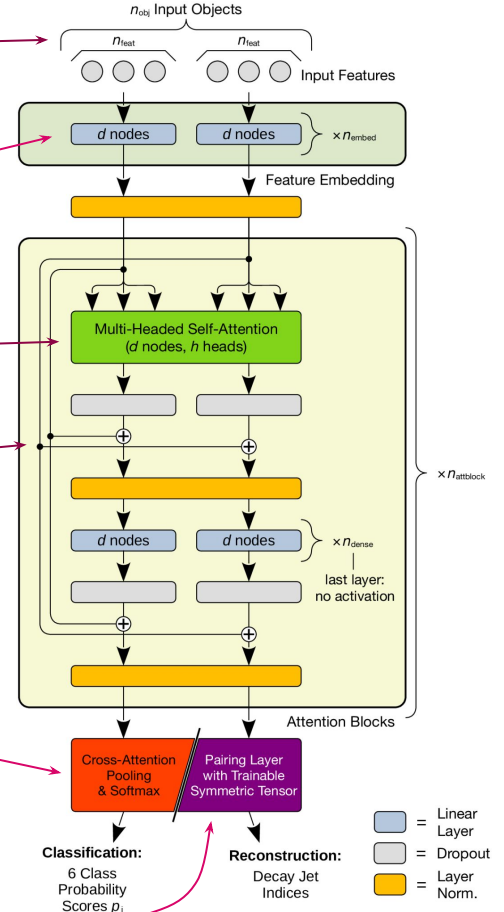 n_obj Input Objects
n_feat
n_feat
Input Features
d nodes
d nodes
×n_embed
Feature Embedding
Multi-Headed Self-Attention
(d nodes, h heads)
×n_attblock
d nodes
d nodes
×n_dense
last layer:
no activation
+
+
+
+
Attention Blocks
Cross-Attention
Pooling
& Softmax
Pairing Layer
with Trainable
Symmetric Tensor
Classification:
6 Class
Probability
Scores p_i
Reconstruction:
Decay Jet
Indices
= Linear
Layer
= Dropout
= Layer
Norm.